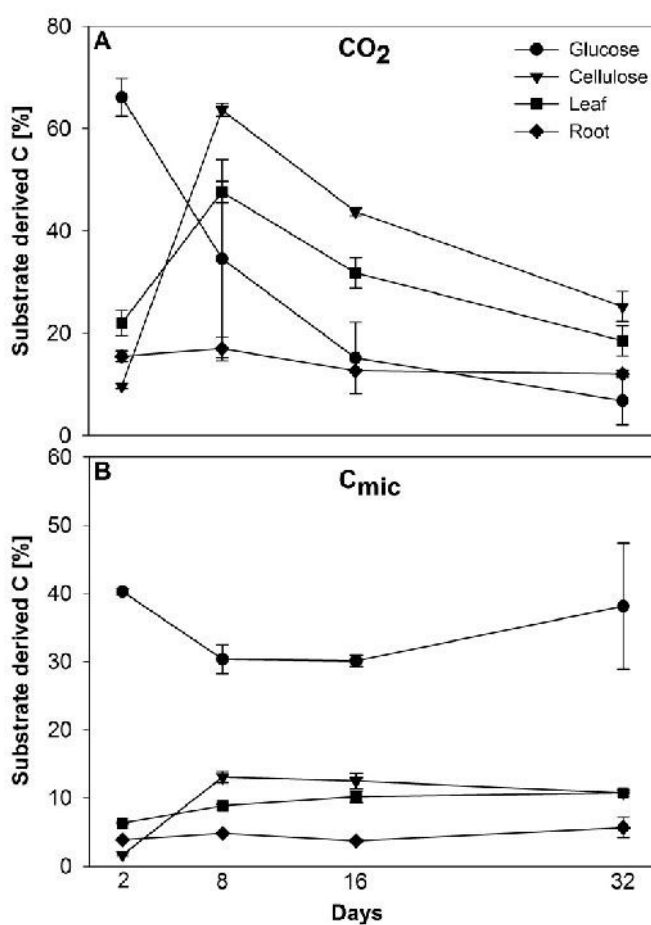 A
CO2
Glucose
Cellulose
Leaf
Root
Substrate derived C [%]
80
60
40
20
0
B
Cmic
Substrate derived C [%]
60
50
40
30
20
10
0
2 8 16 32
Days